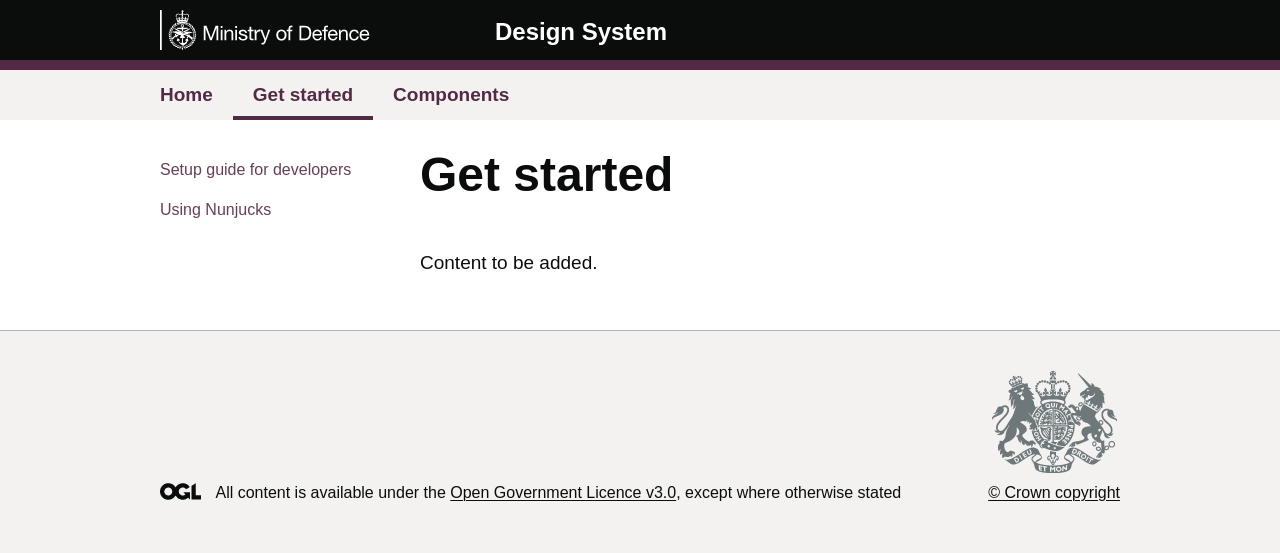 Ministry of Defence
Design System
Home
Get started
Components
Setup guide for developers
Using Nunjucks
Get started
Content to be added.
OGL
All content is available under the Open Government Licence v3.0, except where otherwise stated
DIEU ET MON DROIT
© Crown copyright